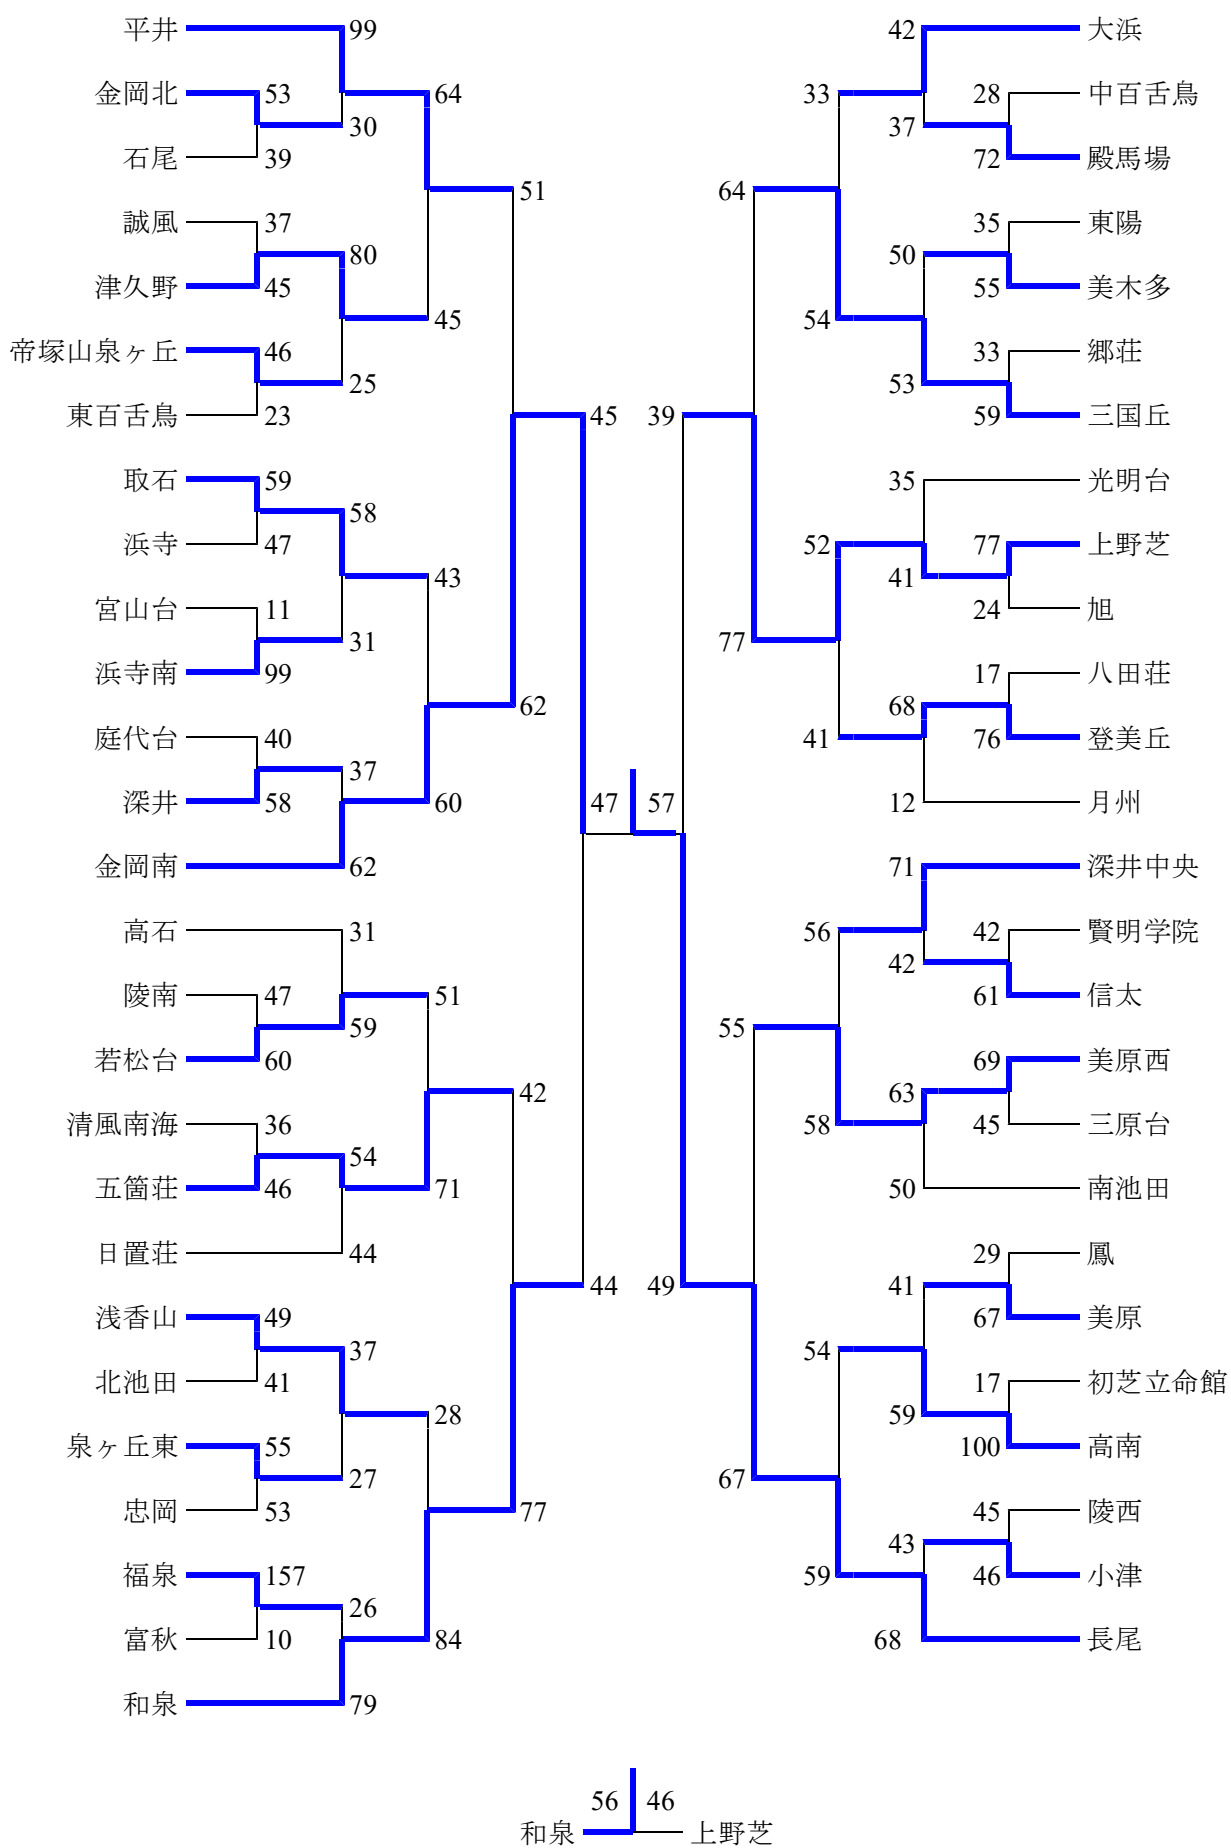 平井 99 42 大浜
金岡北 53 64 33 28 中百舌鳥
30 37
石尾 39 72 殿馬場
51 64
誠風 37 35 東陽
80 50
津久野 45 55 美木多
45 54
帝塚山泉ヶ丘 46 33 郷荘
25 53
東百舌鳥 23 45 39 59 三国丘
取石 59 35 光明台
58
浜寺 47 52 77 上野芝
43 41
宮山台 11 24 旭
31 77
浜寺南 99 17 八田荘
62 68
庭代台 40 41 76 登美丘
37
深井 58 60 47 57 12 月州
金岡南 62 71 深井中央
高石 31 56 42 賢明学院
42
陵南 47 51 61 信太
59 55
若松台 60 69 美原西
42 63
清風南海 36 58 45 三原台
54
五箇荘 46 71 50 南池田
日置荘 44 29 鳳
44 49 41
浅香山 49 67 美原
37 54
北池田 41 17 初芝立命館
28 59
泉ヶ丘東 55 100 高南
27 67
忠岡 53 77 45 陵西
43
福泉 157 59 46 小津
26
富秋 10 84 68 長尾
和泉 79
56 46
和泉 上野芝